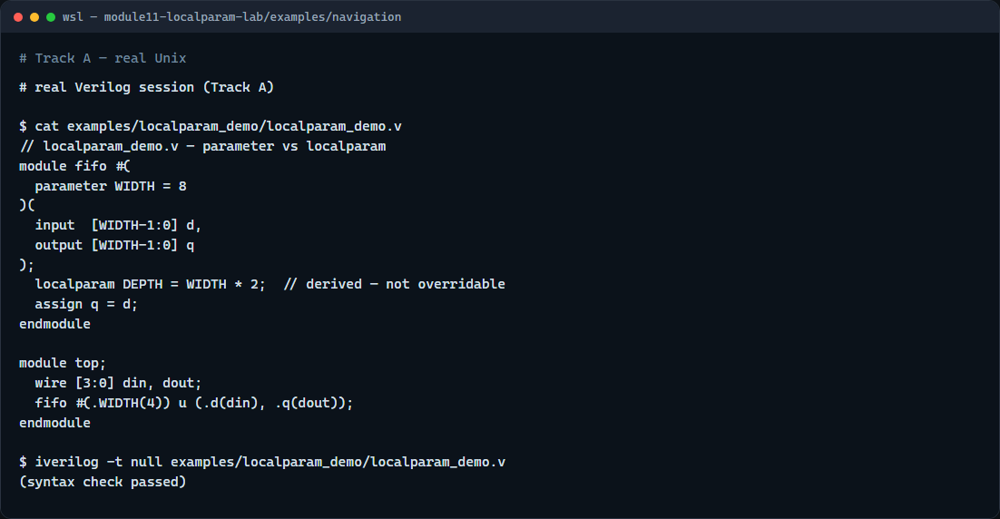 wsl — module11-localparam-lab/examples/navigation
# Track A — real Unix
# real Verilog session (Track A)
$ cat examples/localparam_demo/localparam_demo.v
// localparam_demo.v — parameter vs localparam
module fifo #(
  parameter WIDTH = 8
)(
  input  [WIDTH-1:0] d,
  output [WIDTH-1:0] q
);
  localparam DEPTH = WIDTH * 2;  // derived — not overridable
  assign q = d;
endmodule
module top;
  wire [3:0] din, dout;
  fifo #(.WIDTH(4)) u (.d(din), .q(dout));
endmodule
$ iverilog -t null examples/localparam_demo/localparam_demo.v
(syntax check passed)